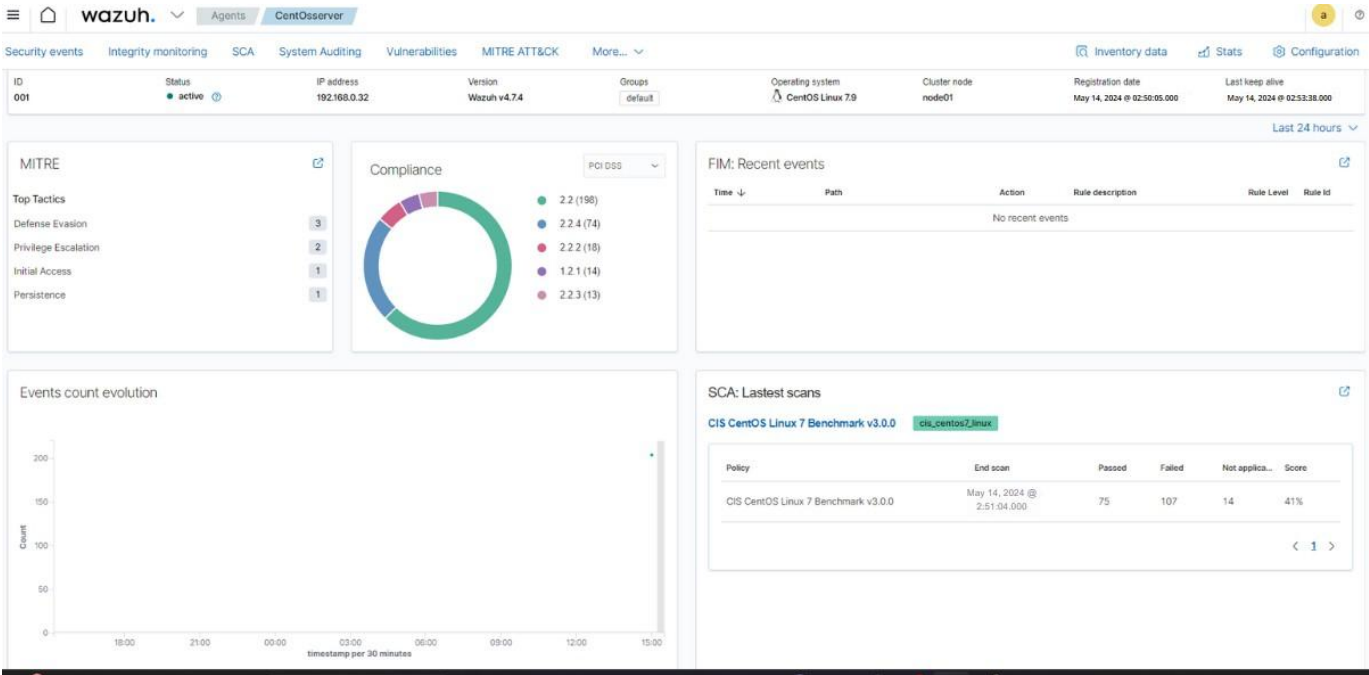 wazuh. Agents CentOsserver a
Security events Integrity monitoring SCA System Auditing Vulnerabilities MITRE ATT&CK More... Inventory data Stats Configuration
ID Status IP address Version Groups Operating system Cluster node Registration date Last keep alive
001 active 192.168.0.32 Wazuh v4.7.4 default CentOS Linux 7.9 node01 May 14, 2024 @ 02:50:05.000 May 14, 2024 @ 02:53:38.000
Last 24 hours
MITRE
Top Tactics
Defense Evasion 3
Privilege Escalation 2
Initial Access 1
Persistence 1
Compliance PCI DSS
2.2 (198)
2.2.4 (74)
2.2.2 (18)
1.2.1 (14)
2.2.3 (13)
FIM: Recent events
Time Path Action Rule description Rule Level Rule Id
No recent events
Events count evolution
200
150
100
50
0
Count
18:00 21:00 00:00 03:00 06:00 09:00 12:00 15:00
timestamp per 30 minutes
SCA: Lastest scans
CIS CentOS Linux 7 Benchmark v3.0.0 cis_centos7_linux
Policy End scan Passed Failed Not applica... Score
CIS CentOS Linux 7 Benchmark v3.0.0 May 14, 2024 @ 2:51:04.000 75 107 14 41%
1